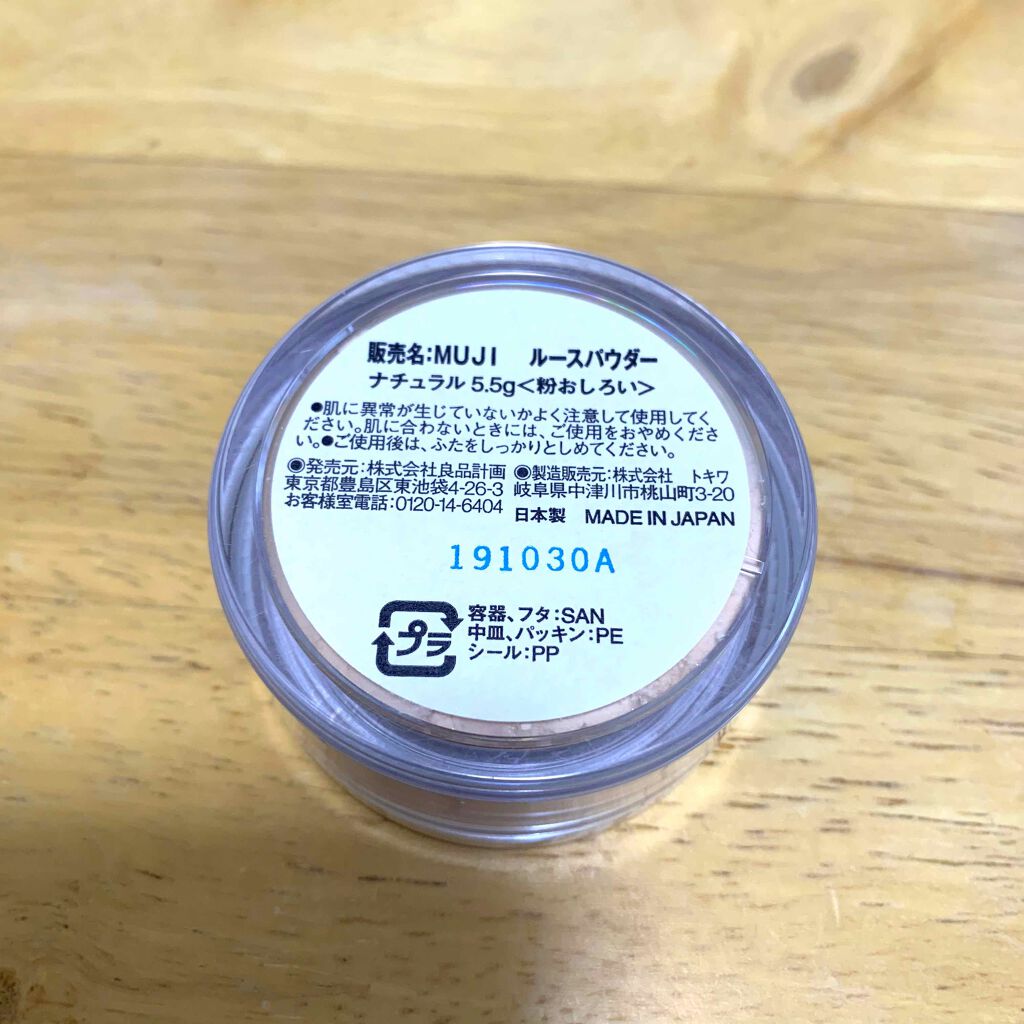 販売名:MUJI ルースパウダー
ナチュラル 5.5g<粉おしろい>
●肌に異常が生じていないかよく注意して使用してく
ださい。肌に合わないときには、ご使用をおやめくださ
い。●ご使用後は、ふたをしっかりとしめてください。
◉発売元:株式会社良品計画
東京都豊島区東池袋4-26-3
お客様室電話:0120-14-6404
◉製造販売元:株式会社 トキワ
岐阜県中津川市桃山町3-20
日本製 MADE IN JAPAN
191030A
プラ
容器、フタ:SAN
中皿、パッキン:PE
シール:PP